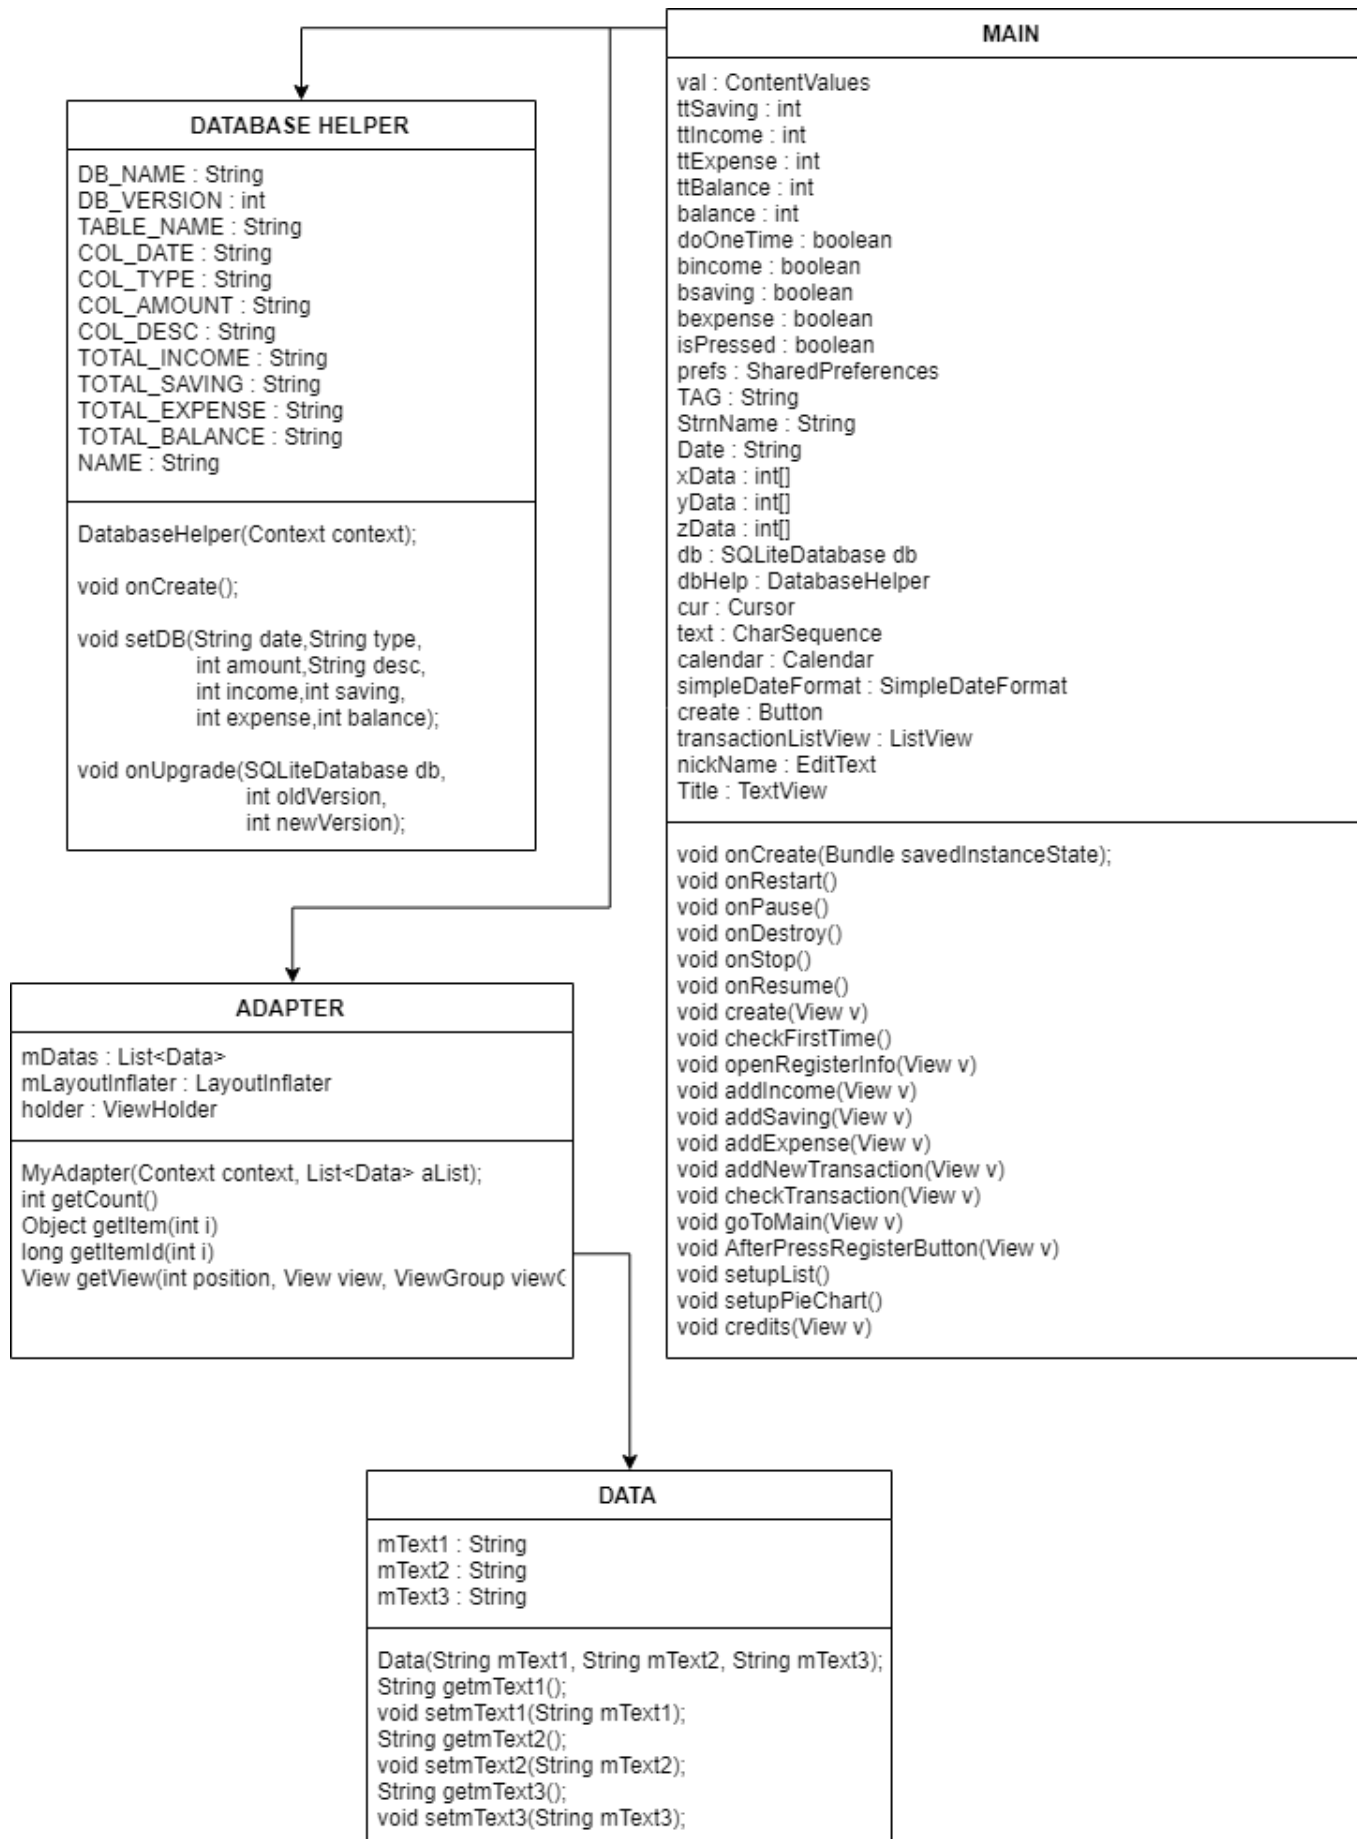 MAIN
val : ContentValues
ttSaving : int
ttIncome : int
ttExpense : int
ttBalance : int
balance : int
doOneTime : boolean
bincome : boolean
bsaving : boolean
bexpense : boolean
isPressed : boolean
prefs : SharedPreferences
TAG : String
StrnName : String
Date : String
xData : int[]
yData : int[]
zData : int[]
db : SQLiteDatabase db
dbHelp : DatabaseHelper
cur : Cursor
text : CharSequence
calendar : Calendar
simpleDateFormat : SimpleDateFormat
create : Button
transactionListView : ListView
nickName : EditText
Title : TextView
void onCreate(Bundle savedInstanceState);
void onRestart()
void onPause()
void onDestroy()
void onStop()
void onResume()
void create(View v)
void checkFirstTime()
void openRegisterInfo(View v)
void addIncome(View v)
void addSaving(View v)
void addExpense(View v)
void addNewTransaction(View v)
void checkTransaction(View v)
void goToMain(View v)
void AfterPressRegisterButton(View v)
void setupList()
void setupPieChart()
void credits(View v)
DATABASE HELPER
DB_NAME : String
DB_VERSION : int
TABLE_NAME : String
COL_DATE : String
COL_TYPE : String
COL_AMOUNT : String
COL_DESC : String
TOTAL_INCOME : String
TOTAL_SAVING : String
TOTAL_EXPENSE : String
TOTAL_BALANCE : String
NAME : String
DatabaseHelper(Context context);
void onCreate();
void setDB(String date,String type,
int amount,String desc,
int income,int saving,
int expense,int balance);
void onUpgrade(SQLiteDatabase db,
int oldVersion,
int newVersion);
ADAPTER
mDatas : List<Data>
mLayoutInflater : LayoutInflater
holder : ViewHolder
MyAdapter(Context context, List<Data> aList);
int getCount()
Object getItem(int i)
long getItemId(int i)
View getView(int position, View view, ViewGroup
DATA
mText1 : String
mText2 : String
mText3 : String
Data(String mText1, String mText2, String mText3);
String getmText1();
void setmText1(String mText1);
String getmText2();
void setmText2(String mText2);
String getmText3();
void setmText3(String mText3);